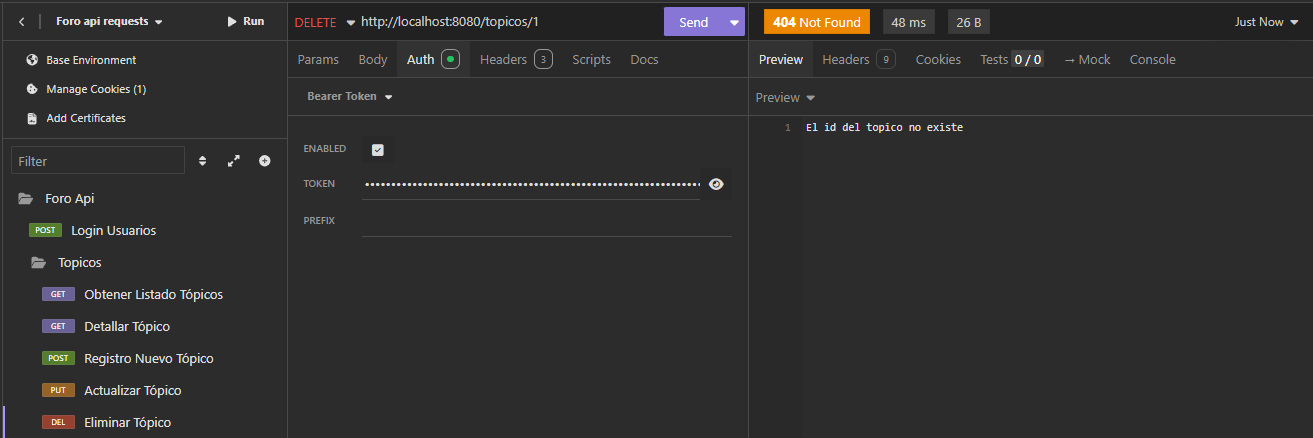 Foro api requests
Run
Base Environment
Manage Cookies (1)
Add Certificates
Filter
Foro Api
POST Login Usuarios
Topicos
GET Obtener Listado Tópicos
GET Detallar Tópico
POST Registro Nuevo Tópico
PUT Actualizar Tópico
DEL Eliminar Tópico
DELETE http://localhost:8080/topicos/1 Send
Params Body Auth Headers 3 Scripts Docs
Bearer Token
ENABLED
TOKEN ••••••••••••••••••••••••••••••••••••••••••••••••••••••••••••••••
PREFIX
404 Not Found 48 ms 26 B Just Now
Preview Headers 9 Cookies Tests 0 / 0 → Mock Console
Preview
1 El id del topico no existe